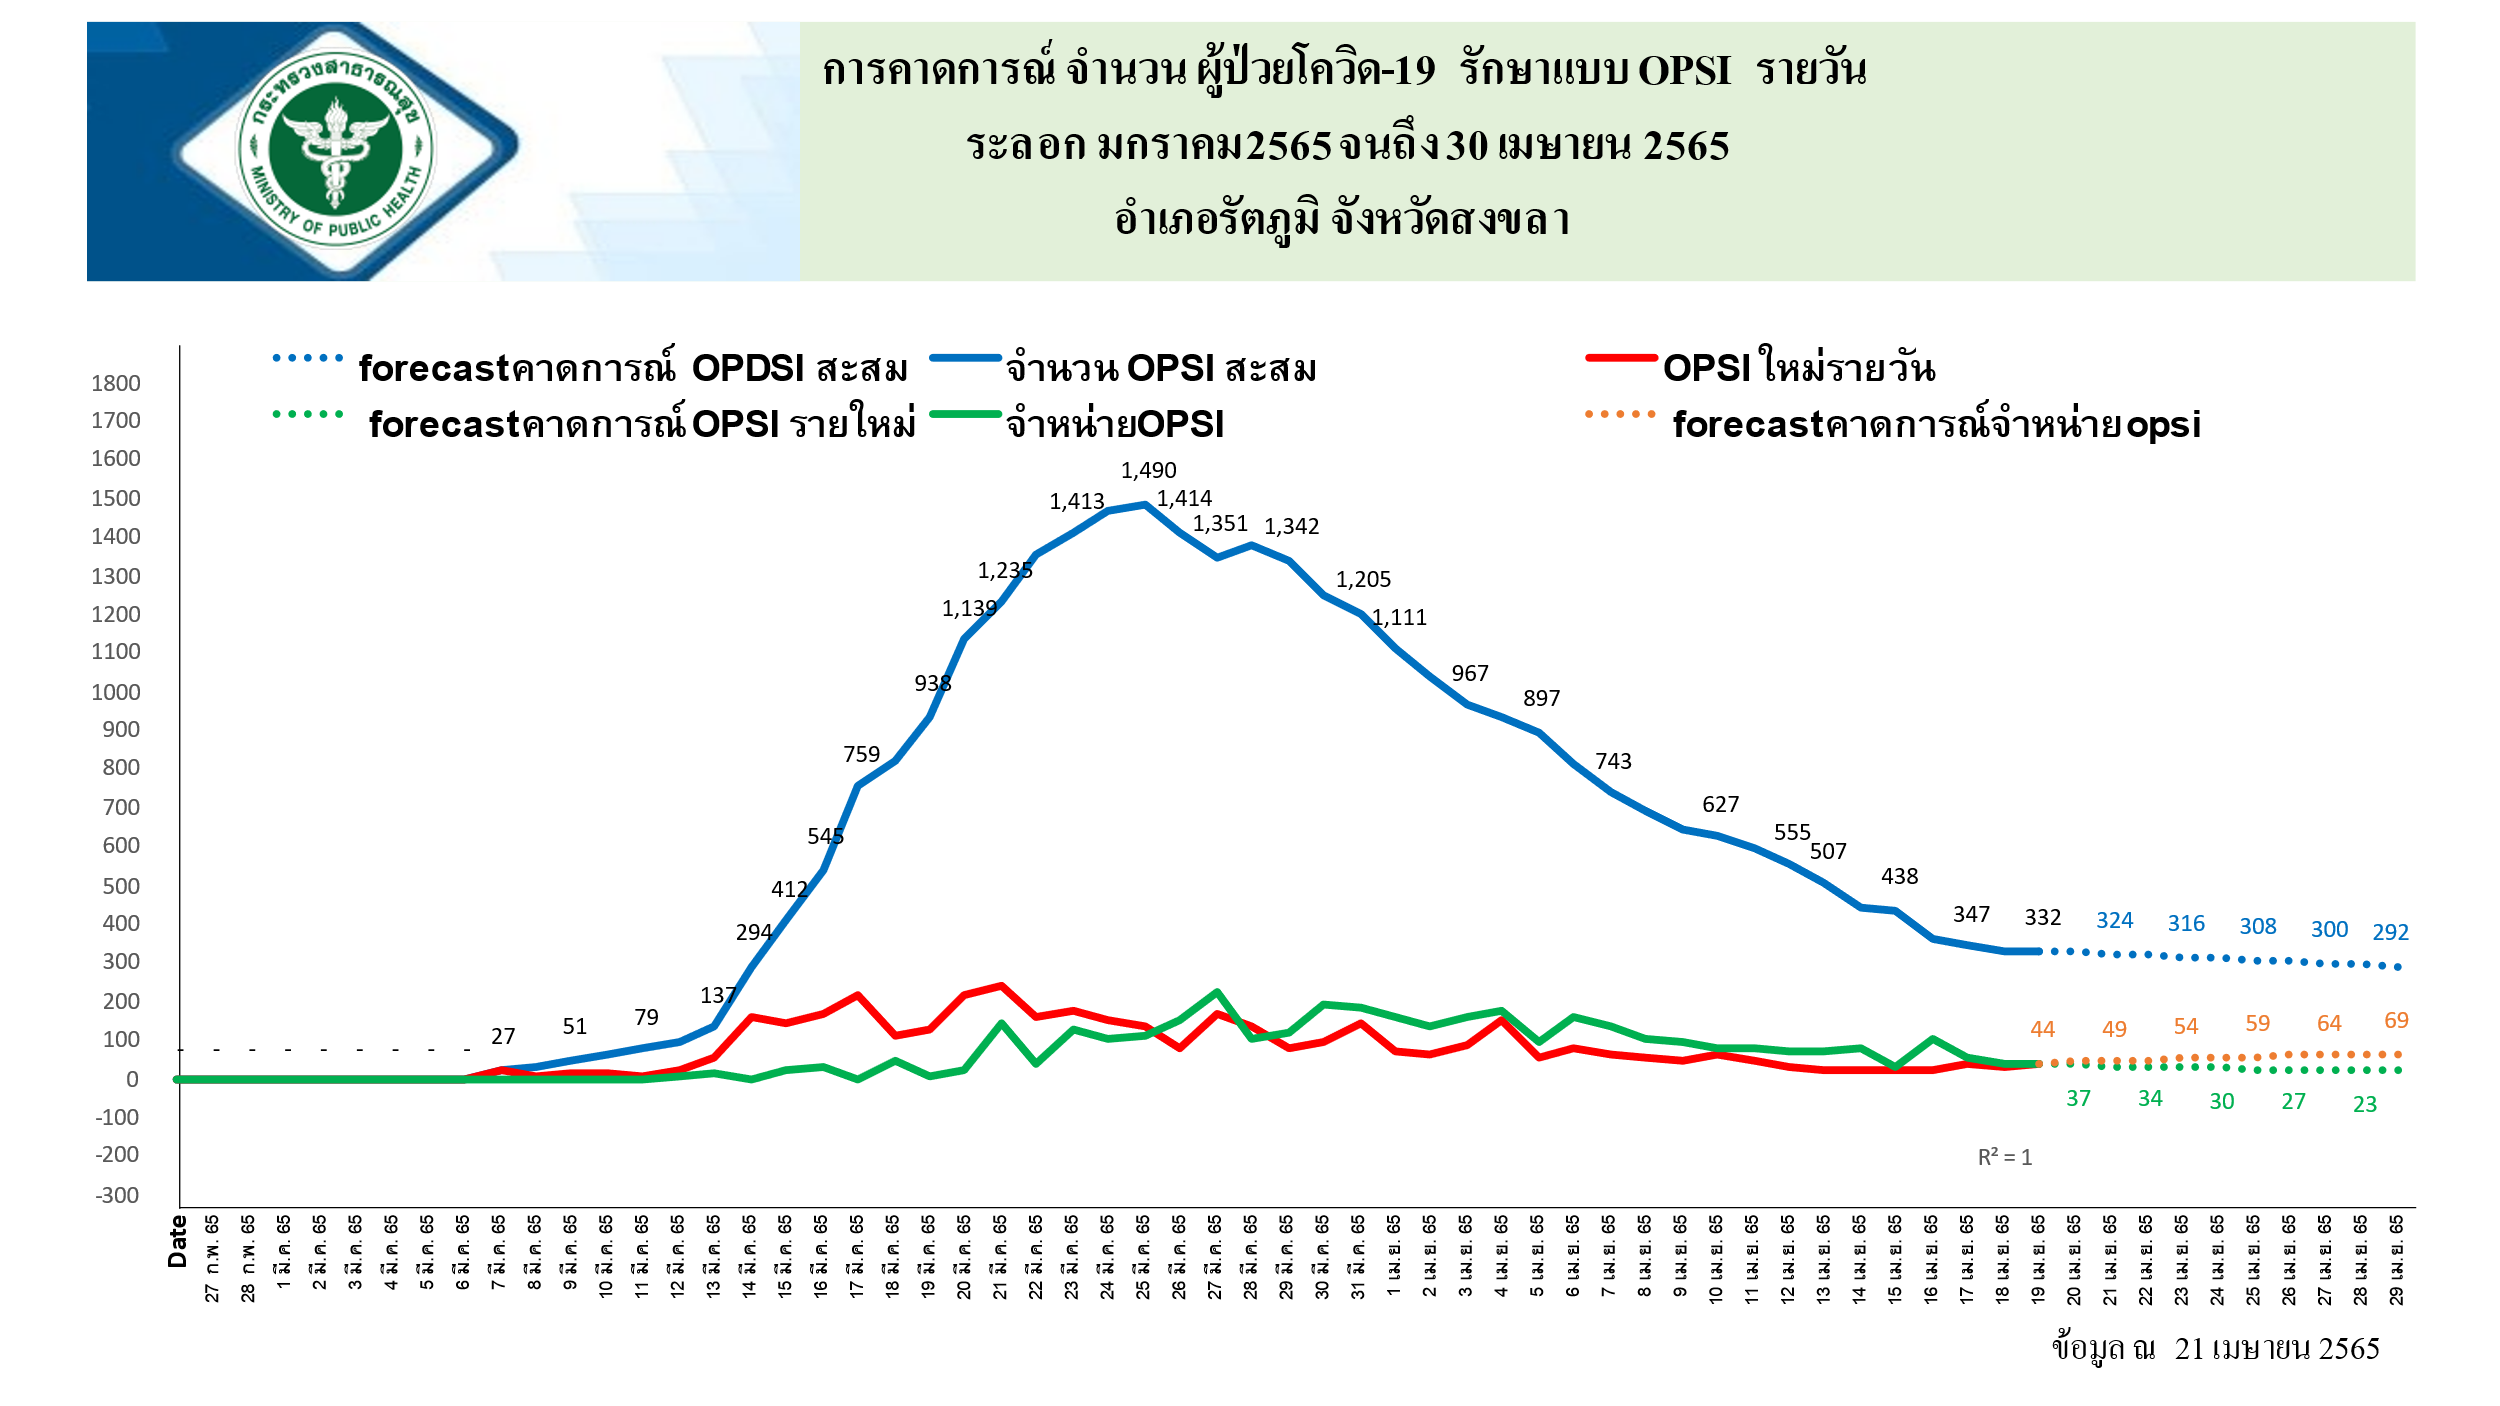 กระทรวงสาธารณสุข
MINISTRY OF PUBLIC HEALTH
การคาดการณ์ จำนวน ผู้ป่วยโควิด-19 รักษาแบบ OPSI รายวัน
ระลอก มกราคม2565 จนถึง 30 เมษายน 2565
อำเภอรัตภูมิ จังหวัดสงขลา
forecastคาดการณ์ OPDSI สะสม
จำนวน OPSI สะสม
OPSI ใหม่รายวัน
forecastคาดการณ์ OPSI รายใหม่
จำหน่ายOPSI
forecastคาดการณ์จำหน่าย opsi
1800
1700
1600
1500
1400
1300
1200
1100
1000
900
800
700
600
500
400
300
200
100
0
-100
-200
-300
- - - - - - - - -
27
51
79
137
294
412
545
759
938
1,139
1,235
1,413
1,490
1,414
1,351
1,342
1,205
1,111
967
897
743
627
555
507
438
347
332
324
316
308
300
292
44
49
54
59
64
69
37
34
30
27
23
R² = 1
Date
27 ก.พ. 65
28 ก.พ. 65
1 มี.ค. 65
2 มี.ค. 65
3 มี.ค. 65
4 มี.ค. 65
5 มี.ค. 65
6 มี.ค. 65
7 มี.ค. 65
8 มี.ค. 65
9 มี.ค. 65
10 มี.ค. 65
11 มี.ค. 65
12 มี.ค. 65
13 มี.ค. 65
14 มี.ค. 65
15 มี.ค. 65
16 มี.ค. 65
17 มี.ค. 65
18 มี.ค. 65
19 มี.ค. 65
20 มี.ค. 65
21 มี.ค. 65
22 มี.ค. 65
23 มี.ค. 65
24 มี.ค. 65
25 มี.ค. 65
26 มี.ค. 65
27 มี.ค. 65
28 มี.ค. 65
29 มี.ค. 65
30 มี.ค. 65
31 มี.ค. 65
1 เม.ย. 65
2 เม.ย. 65
3 เม.ย. 65
4 เม.ย. 65
5 เม.ย. 65
6 เม.ย. 65
7 เม.ย. 65
8 เม.ย. 65
9 เม.ย. 65
10 เม.ย. 65
11 เม.ย. 65
12 เม.ย. 65
13 เม.ย. 65
14 เม.ย. 65
15 เม.ย. 65
16 เม.ย. 65
17 เม.ย. 65
18 เม.ย. 65
19 เม.ย. 65
20 เม.ย. 65
21 เม.ย. 65
22 เม.ย. 65
23 เม.ย. 65
24 เม.ย. 65
25 เม.ย. 65
26 เม.ย. 65
27 เม.ย. 65
28 เม.ย. 65
29 เม.ย. 65
ข้อมูล ณ 21 เมษายน 2565